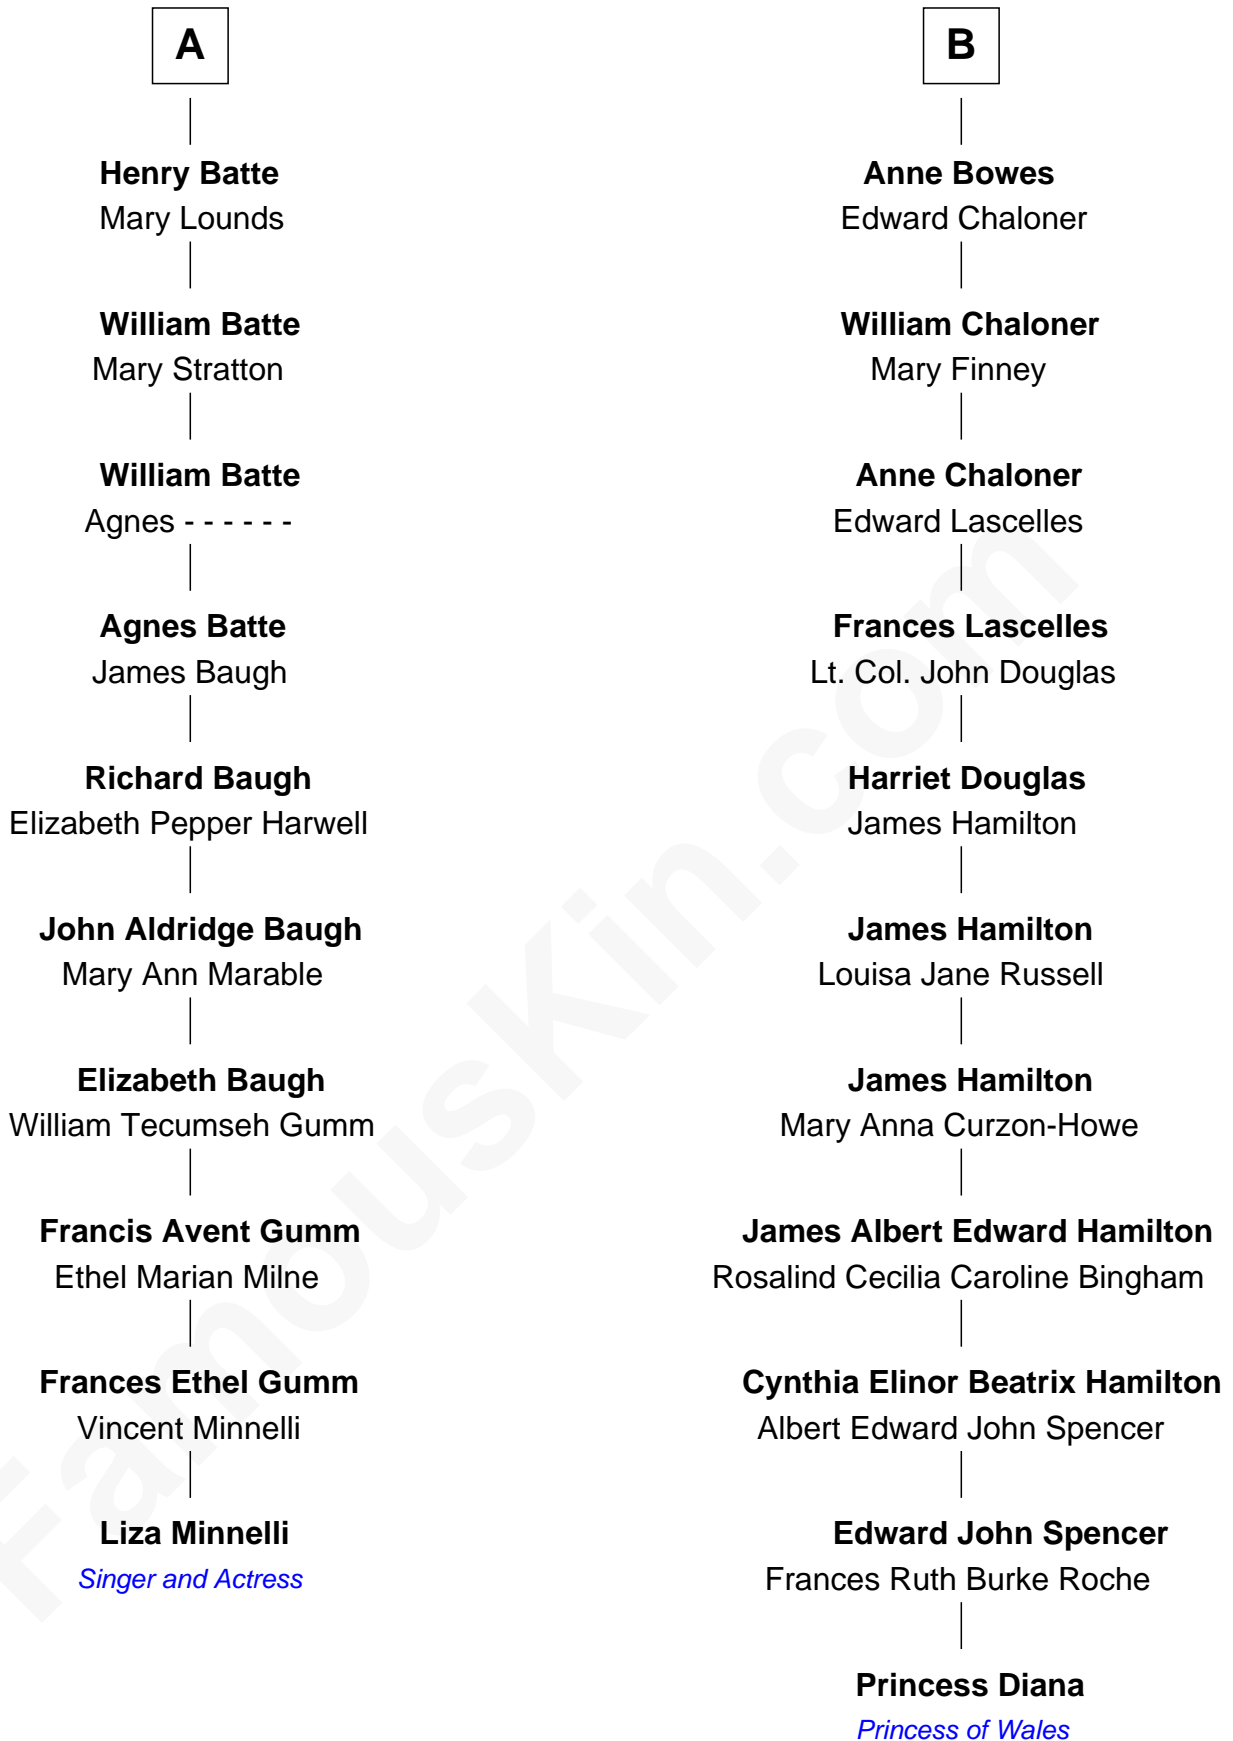 A
Henry Batte
Mary Lounds
William Batte
Mary Stratton
William Batte
Agnes - - - - - -
Agnes Batte
James Baugh
Richard Baugh
Elizabeth Pepper Harwell
John Aldridge Baugh
Mary Ann Marable
Elizabeth Baugh
William Tecumseh Gumm
Francis Avent Gumm
Ethel Marian Milne
Frances Ethel Gumm
Vincent Minnelli
Liza Minnelli
Singer and Actress
B
Anne Bowes
Edward Chaloner
William Chaloner
Mary Finney
Anne Chaloner
Edward Lascelles
Frances Lascelles
Lt. Col. John Douglas
Harriet Douglas
James Hamilton
James Hamilton
Louisa Jane Russell
James Hamilton
Mary Anna Curzon-Howe
James Albert Edward Hamilton
Rosalind Cecilia Caroline Bingham
Cynthia Elinor Beatrix Hamilton
Albert Edward John Spencer
Edward John Spencer
Frances Ruth Burke Roche
Princess Diana
Princess of Wales
FamousKin.com